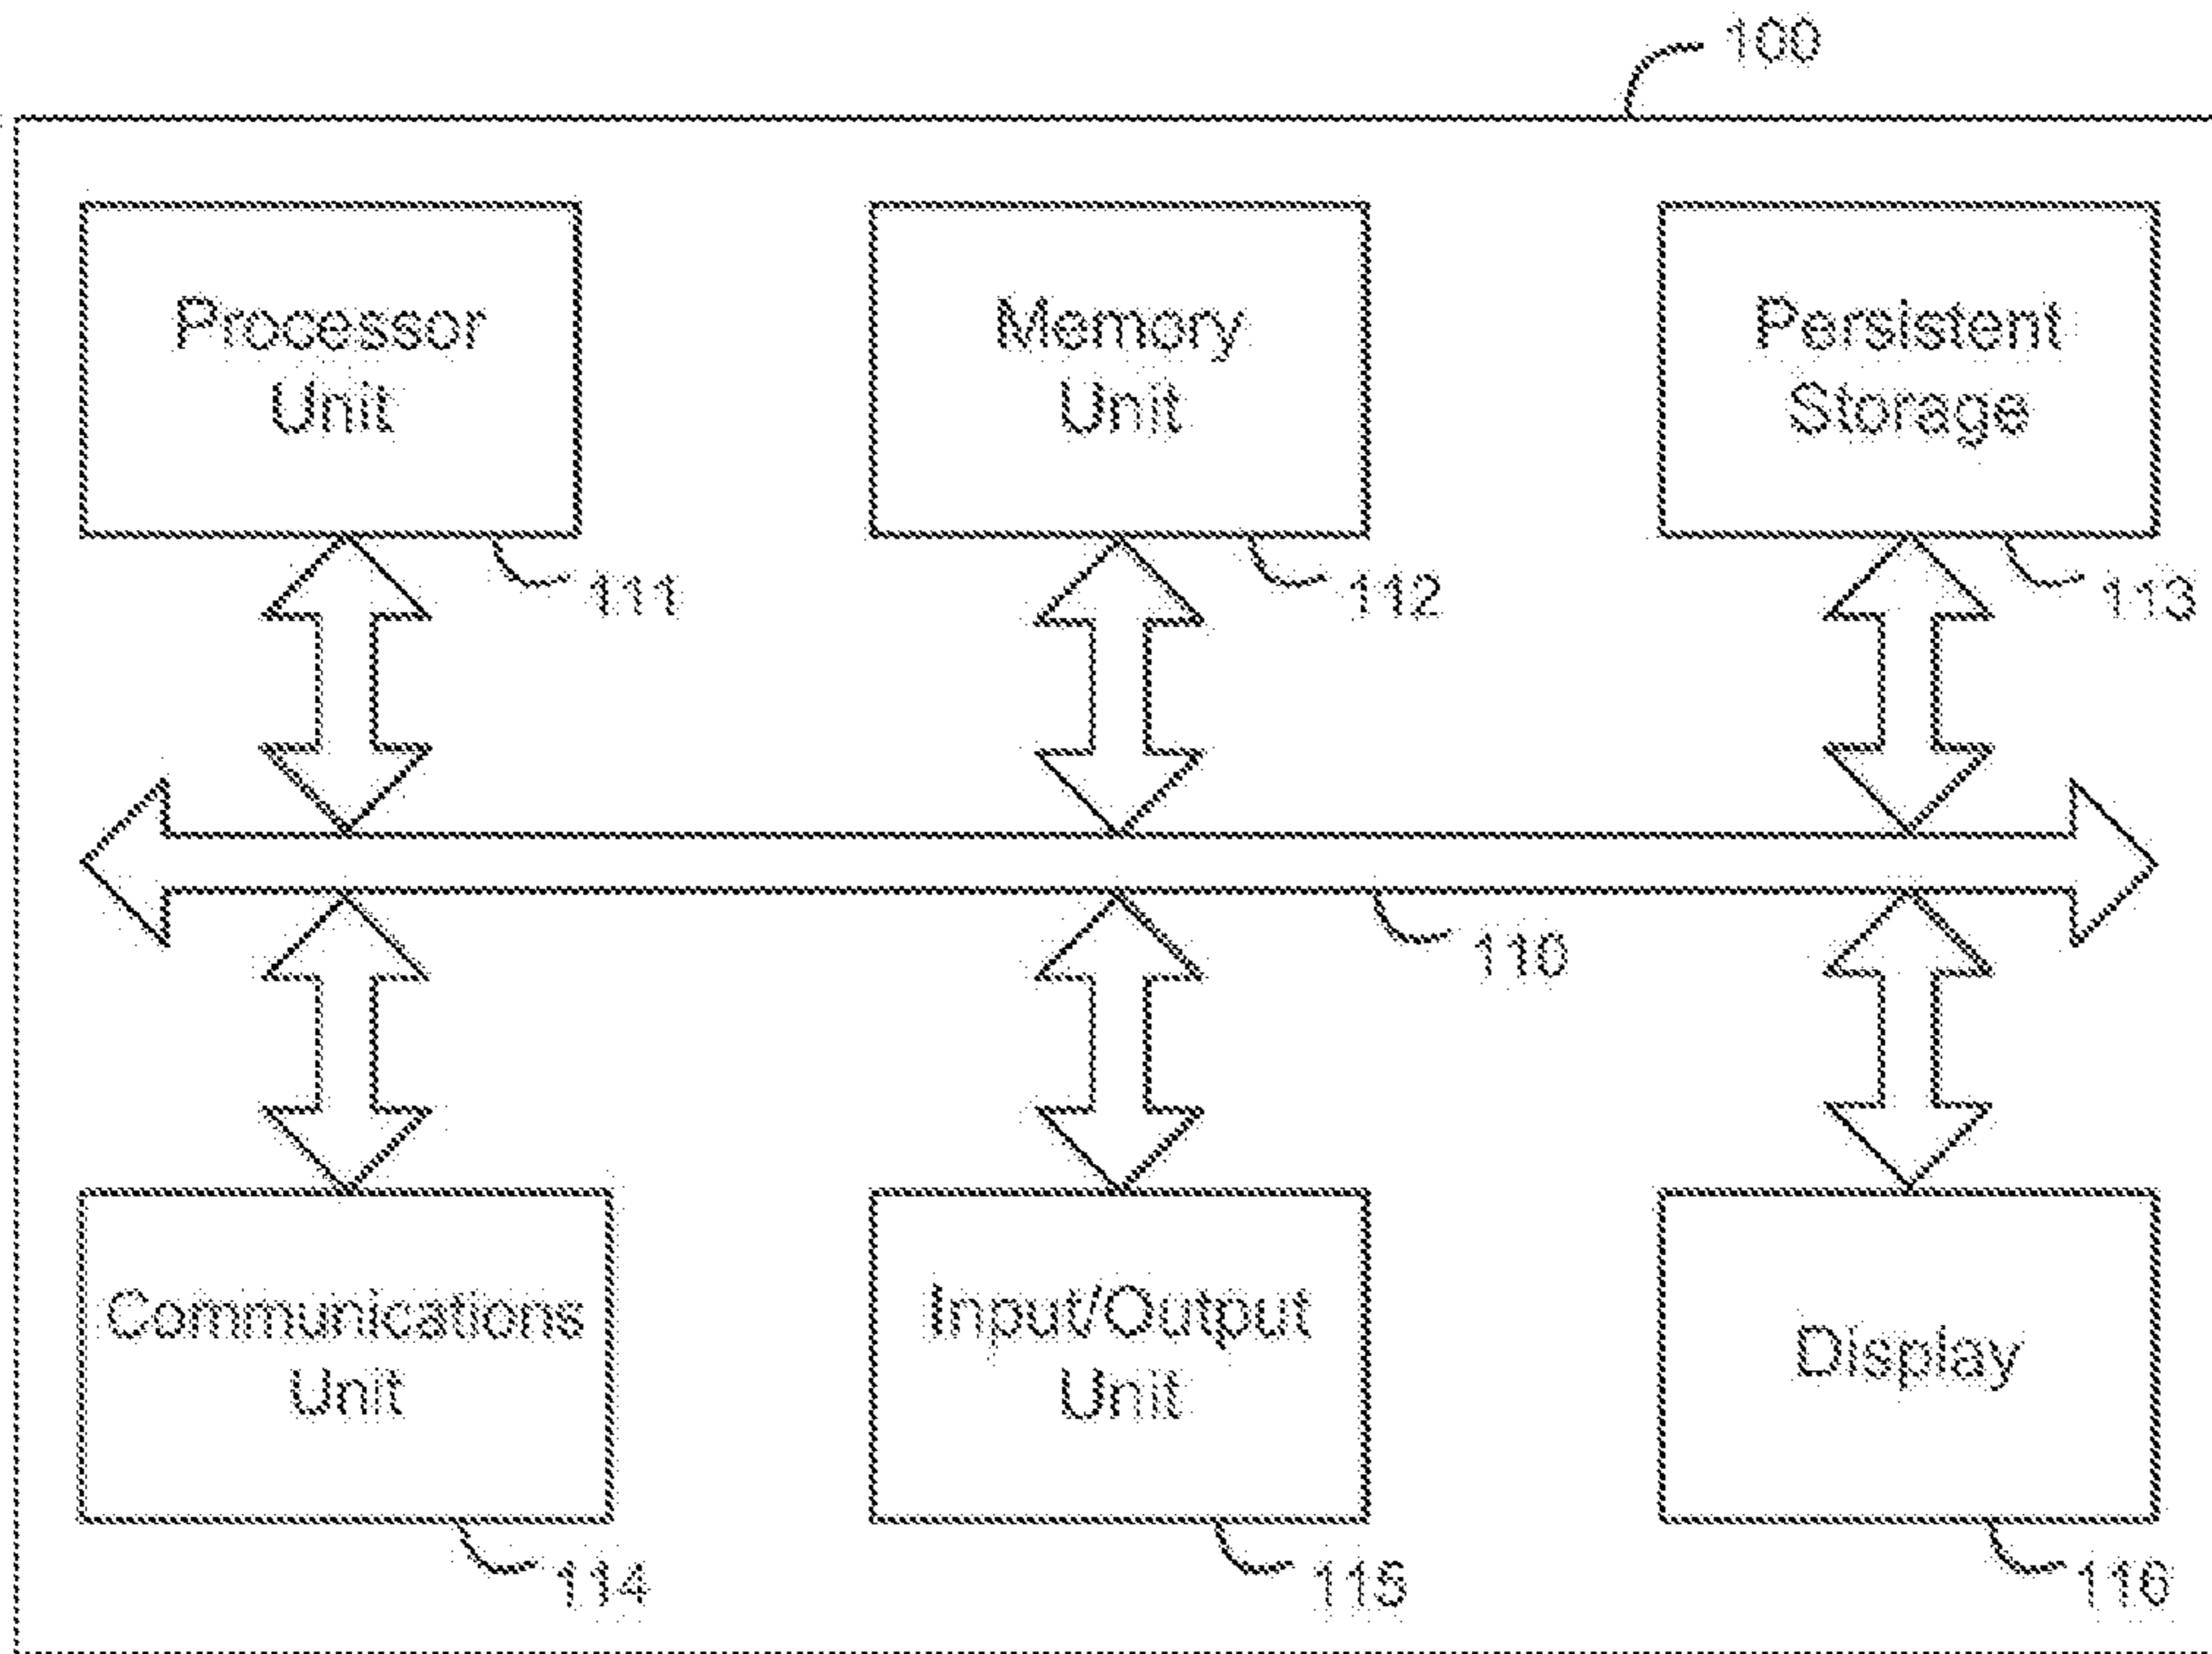 100
Processor
Unit
Memory
Unit
Persistent
Storage
111
112
113
110
Communications
Unit
Input/Output
Unit
Display
114
115
116